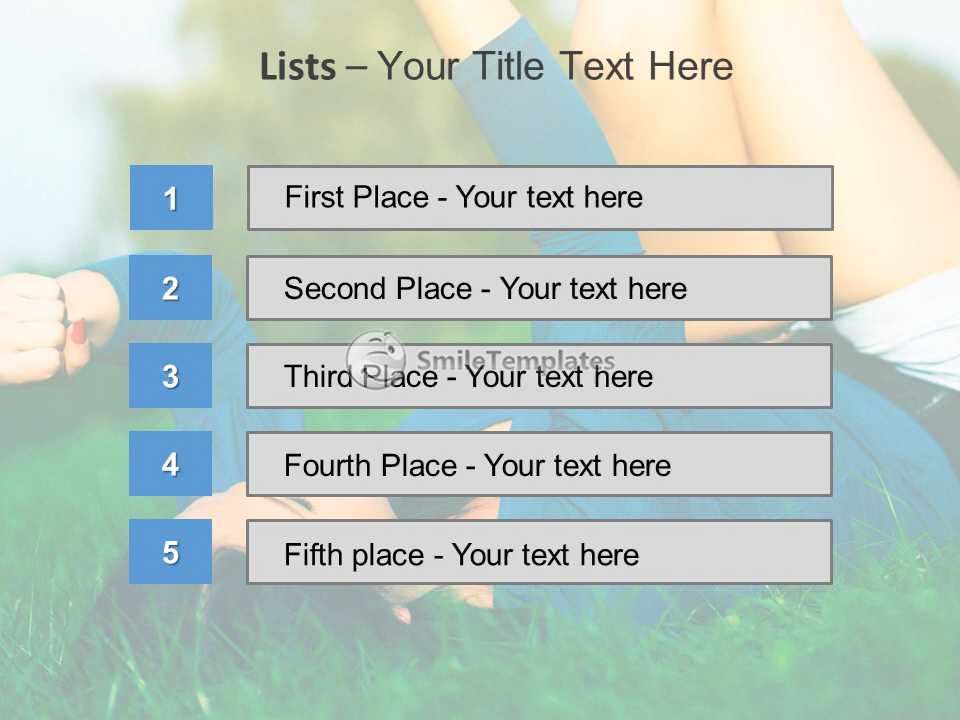 Lists – Your Title Text Here
1 First Place - Your text here
2 Second Place - Your text here
SmileTemplates
3 Third Place - Your text here
4 Fourth Place - Your text here
5 Fifth place - Your text here